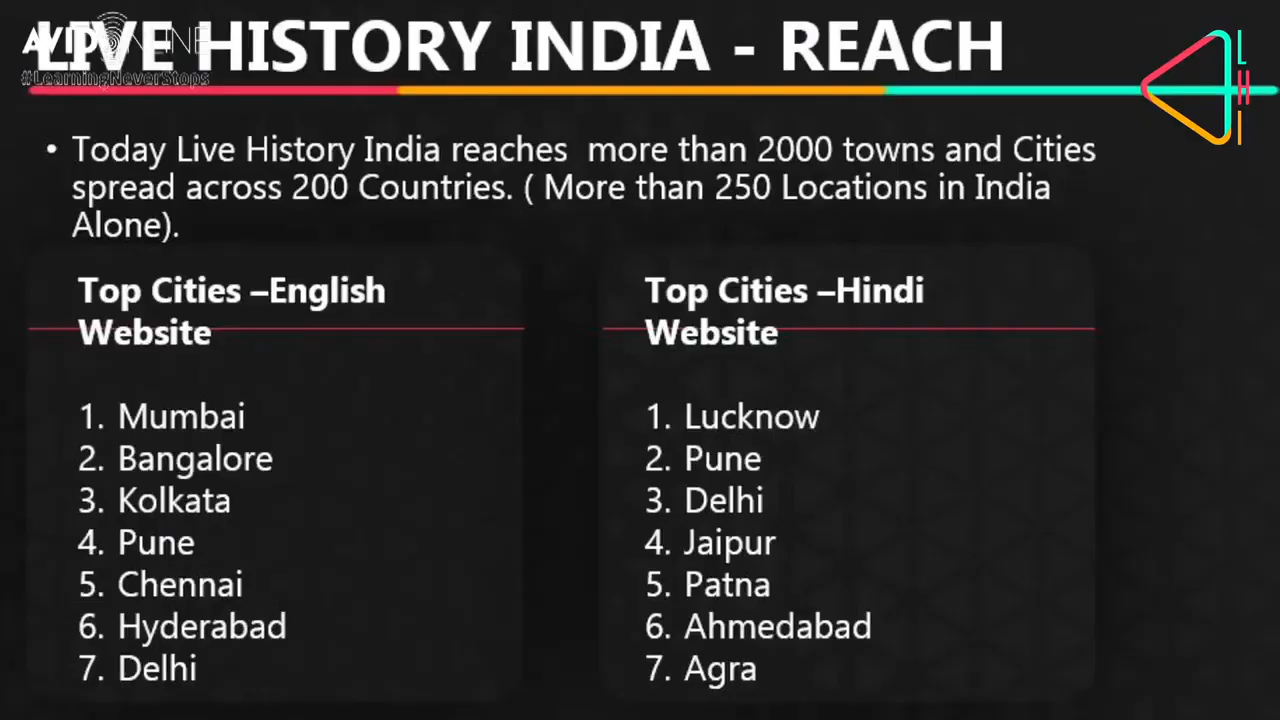 LIVE HISTORY INDIA - REACH
AVID ONLINE
#LearningNeverStops
L
H
I
• Today Live History India reaches  more than 2000 towns and Cities
spread across 200 Countries. ( More than 250 Locations in India
Alone).
Top Cities –English
Website
1. Mumbai
2. Bangalore
3. Kolkata
4. Pune
5. Chennai
6. Hyderabad
7. Delhi
Top Cities –Hindi
Website
1. Lucknow
2. Pune
3. Delhi
4. Jaipur
5. Patna
6. Ahmedabad
7. Agra